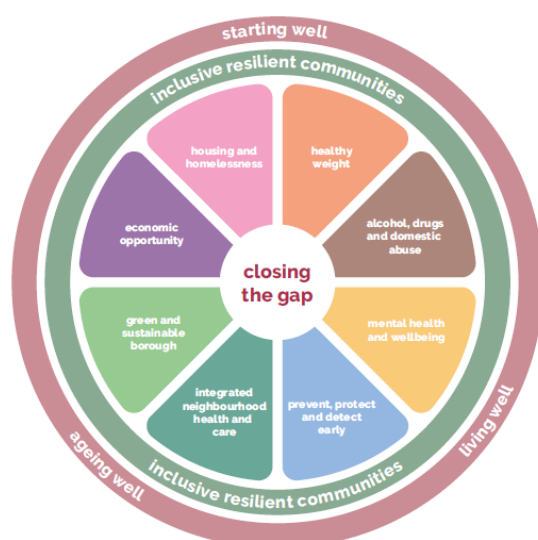 starting well
inclusive resilient communities
housing and
homelessness
healthy
weight
economic
opportunity
alcohol, drugs
and domestic
abuse
closing
the gap
green and
sustainable
borough
mental health
and wellbeing
integrated
neighbourhood
health and
care
prevent, protect
and detect
early
inclusive resilient communities
ageing well
living well